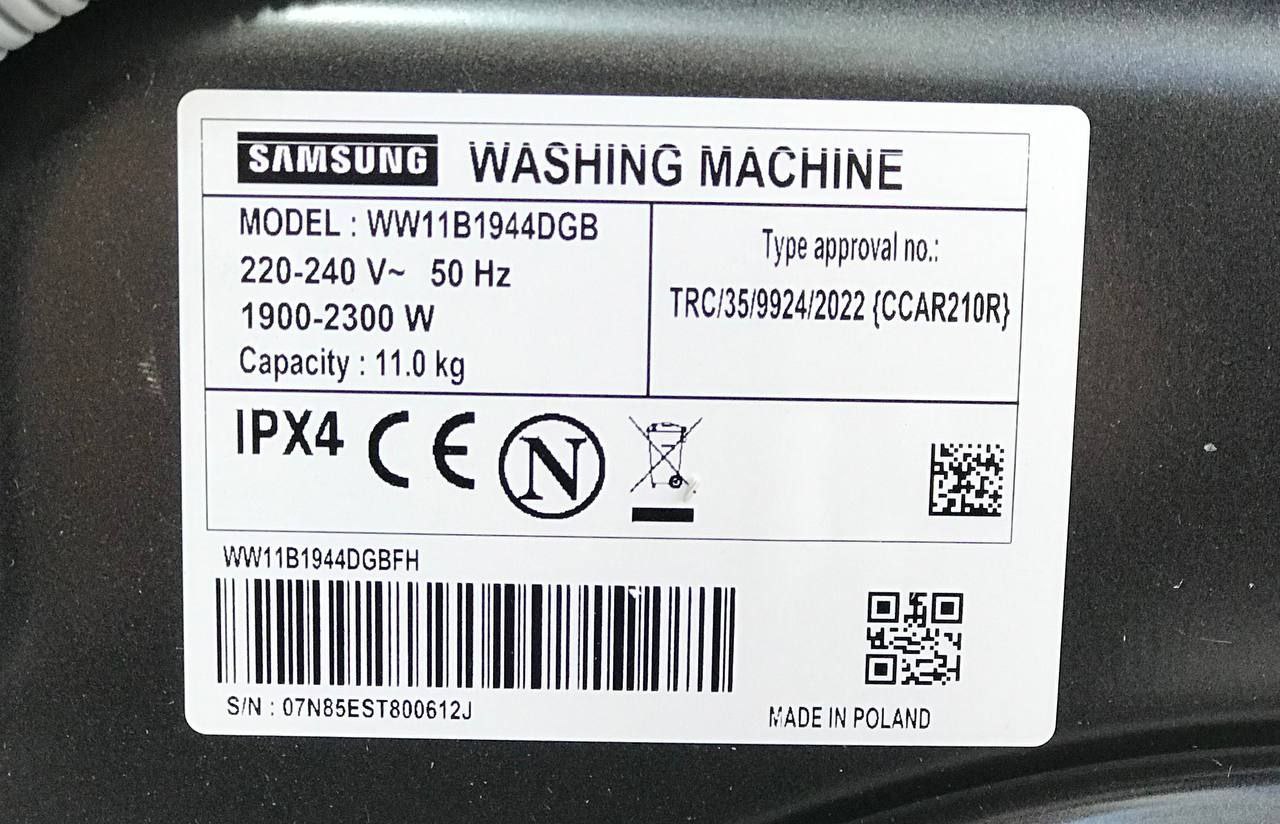 SAMSUNG WASHING MACHINE
MODEL : WW11B1944DGB
220-240 V~ 50 Hz
1900-2300 W
Capacity : 11.0 kg
Type approval no.:
TRC/35/9924/2022 {CCAR210R}
IPX4 CE N
WW11B1944DGBFH
S/N : 07N85EST800612J
MADE IN POLAND